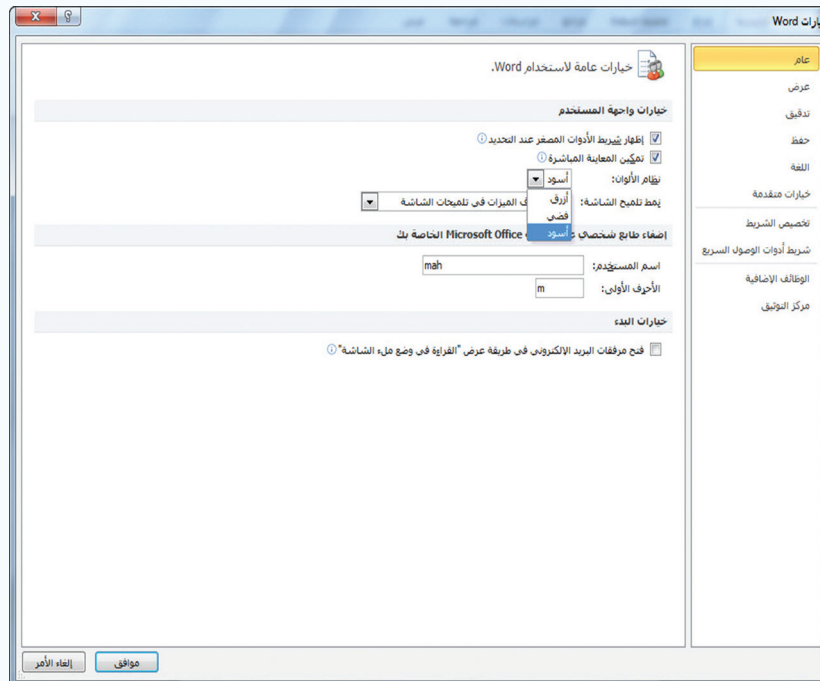 يارات Word
عام
عرض
تدقيق
حفظ
اللغة
خيارات متقدمة
تخصيص الشريط
شريط أدوات الوصول السريع
الوظائف الإضافية
مركز التوثيق
خيارات عامة لاستخدام Word.
خيارات واجهة المستخدم
إظهار شريط الأدوات المصغر عند التحديد
تمكين المعاينة المباشرة
نظام الألوان: أسود
أزرق
فضي
أسود
نمط تلميح الشاشة: ف الميزات في تلميحات الشاشة
إضفاء طابع شخصي Microsoft Office الخاصة بك
اسم المستخدم: mah
الأحرف الأولى: m
خيارات البدء
فتح مرفقات البريد الإلكتروني في طريقة عرض "القراءة في وضع ملء الشاشة"
موافق
إلغاء الأمر